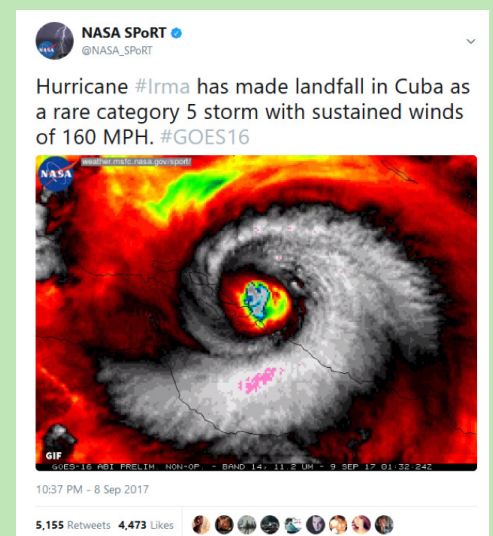 NASA SPoRT
@NASA_SPoRT
Hurricane #Irma has made landfall in Cuba as
a rare category 5 storm with sustained winds
of 160 MPH. #GOES16
NASA
weather.msfc.nasa.gov/sport/
GIF
GOES-16 ABI PRELIM. NON-OP. - BAND 14, 11.2 UM - 9 SEP 17 01:32:24Z
10:37 PM - 8 Sep 2017
5,155 Retweets 4,473 Likes